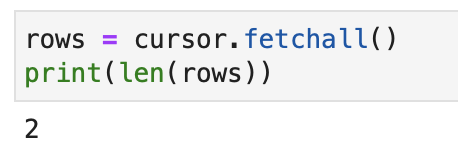 rows = cursor.fetchall()
print(len(rows))
2